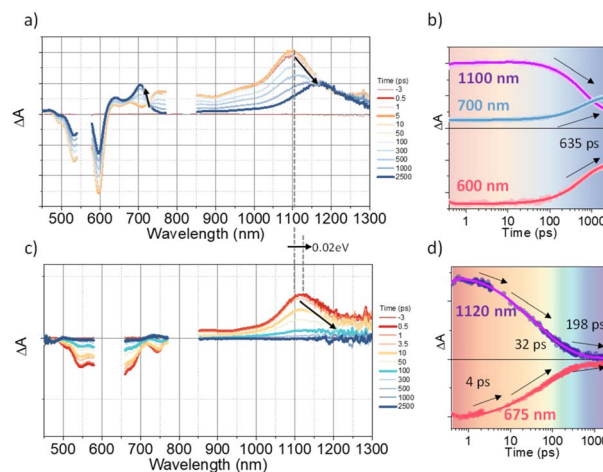 a)
ΔA
Time (ps)
-3
0.5
1
5
10
50
100
300
500
1000
2500
500 600 700 800 900 1000 1100 1200 1300
Wavelength (nm)
b)
ΔA
1100 nm
700 nm
635 ps
600 nm
1 10 100 1000
Time (ps)
0.02eV
c)
ΔA
Time (ps)
-3
0.5
1
3.5
10
50
100
300
500
1000
2500
500 600 700 800 900 1000 1100 1200 1300
Wavelength (nm)
d)
ΔA
1120 nm
198 ps
32 ps
4 ps
675 nm
1 10 100 1000
Time (ps)